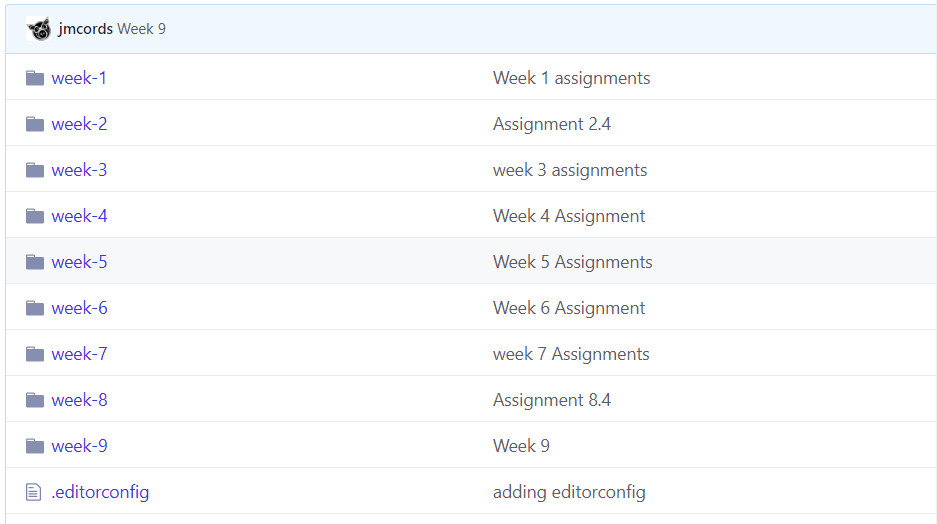 jmcords Week 9
week-1 Week 1 assignments
week-2 Assignment 2.4
week-3 week 3 assignments
week-4 Week 4 Assignment
week-5 Week 5 Assignments
week-6 Week 6 Assignment
week-7 week 7 Assignments
week-8 Assignment 8.4
week-9 Week 9
.editorconfig adding editorconfig